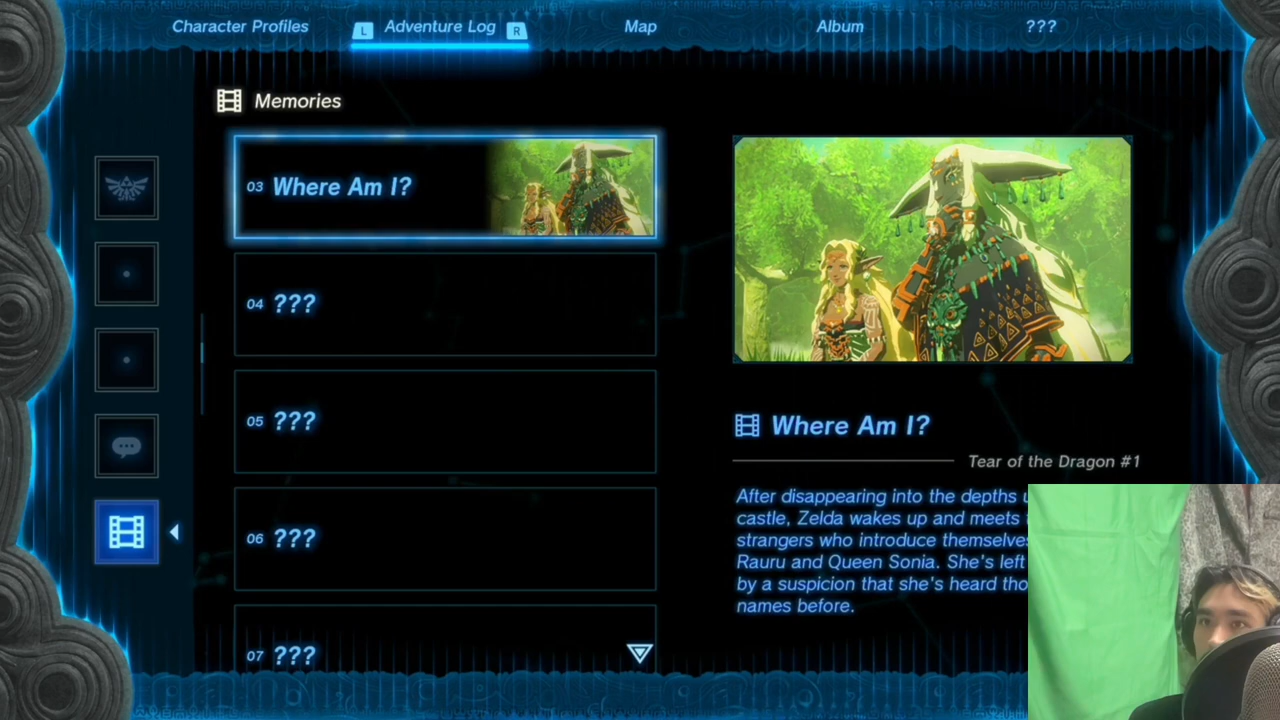 Character Profiles
L Adventure Log R
Map
Album
???
Memories
03 Where Am I?
04 ???
05 ???
06 ???
07 ???
Where Am I?
Tear of the Dragon #1
After disappearing into the depths
castle, Zelda wakes up and meets
strangers who introduce themselves
Rauru and Queen Sonia. She's left
by a suspicion that she's heard
names before.